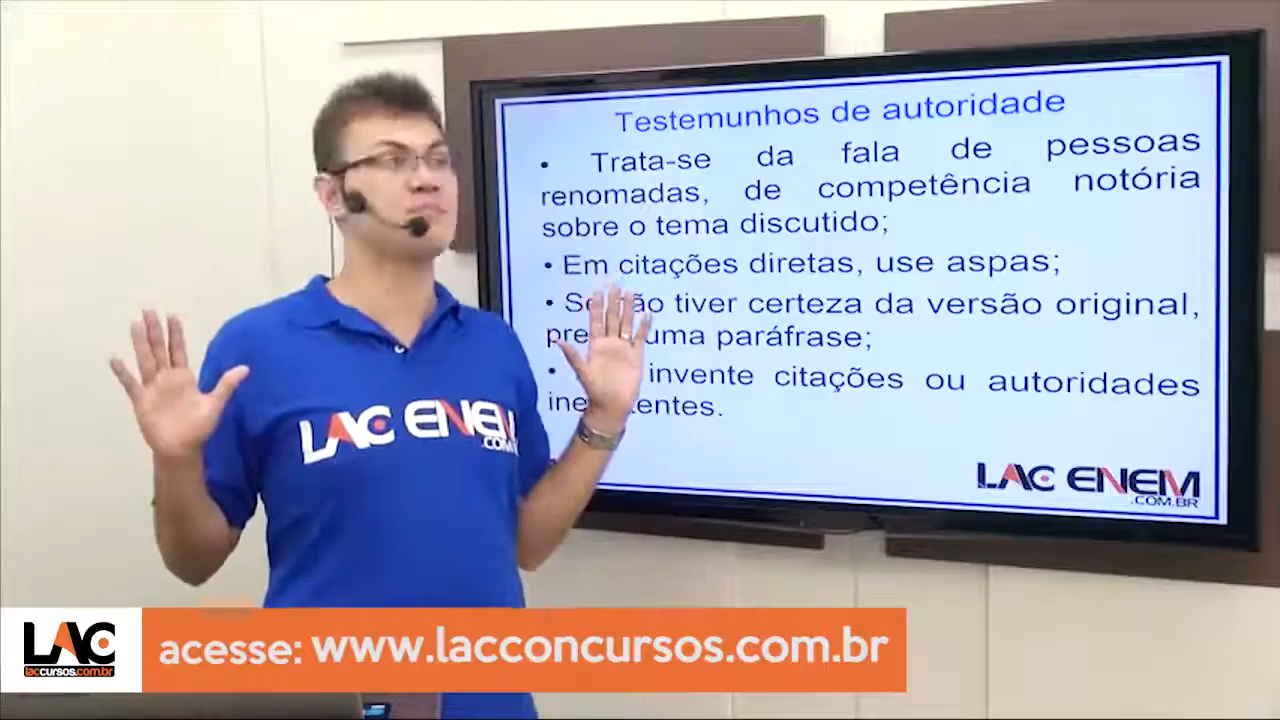 Testemunhos de autoridade
• Trata-se da fala de pessoas
renomadas, de competência notória
sobre o tema discutido;
• Em citações diretas, use aspas;
• tiver certeza da versão original,
uma paráfrase;
• invente citações ou autoridades
LAC ENEM
.COM.BR
LAC ENEM
.COM.BR
LAC
laccursos.com.br
acesse: www.lacconcursos.com.br